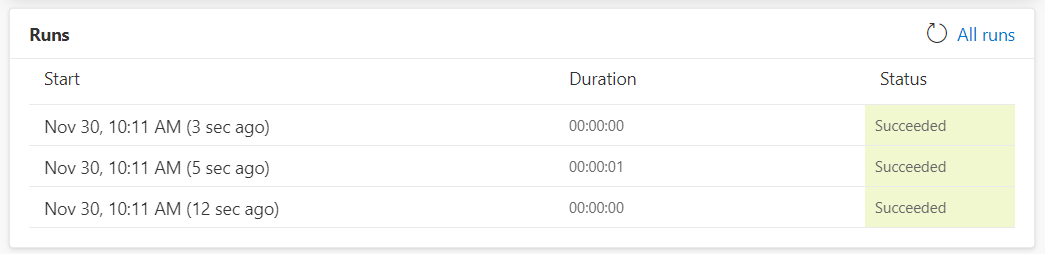 Runs All runs
Start Duration Status
Nov 30, 10:11 AM (3 sec ago) 00:00:00 Succeeded
Nov 30, 10:11 AM (5 sec ago) 00:00:01 Succeeded
Nov 30, 10:11 AM (12 sec ago) 00:00:00 Succeeded